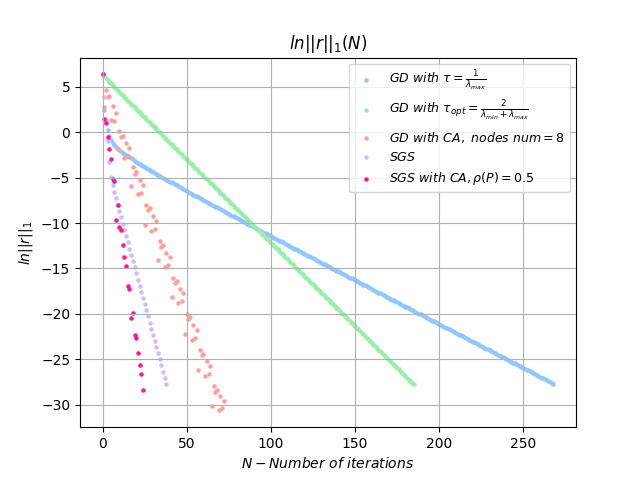 ln||r||₁(N)
GD with τ = 1/λₘₐₓ
GD with τₒₚₜ = 2/(λₘᵢₙ + λₘₐₓ)
GD with CA, nodes num = 8
SGS
SGS with CA, ρ(P) = 0.5
ln||r||₁
5
0
−5
−10
−15
−20
−25
−30
0 50 100 150 200 250
N − Number of iterations